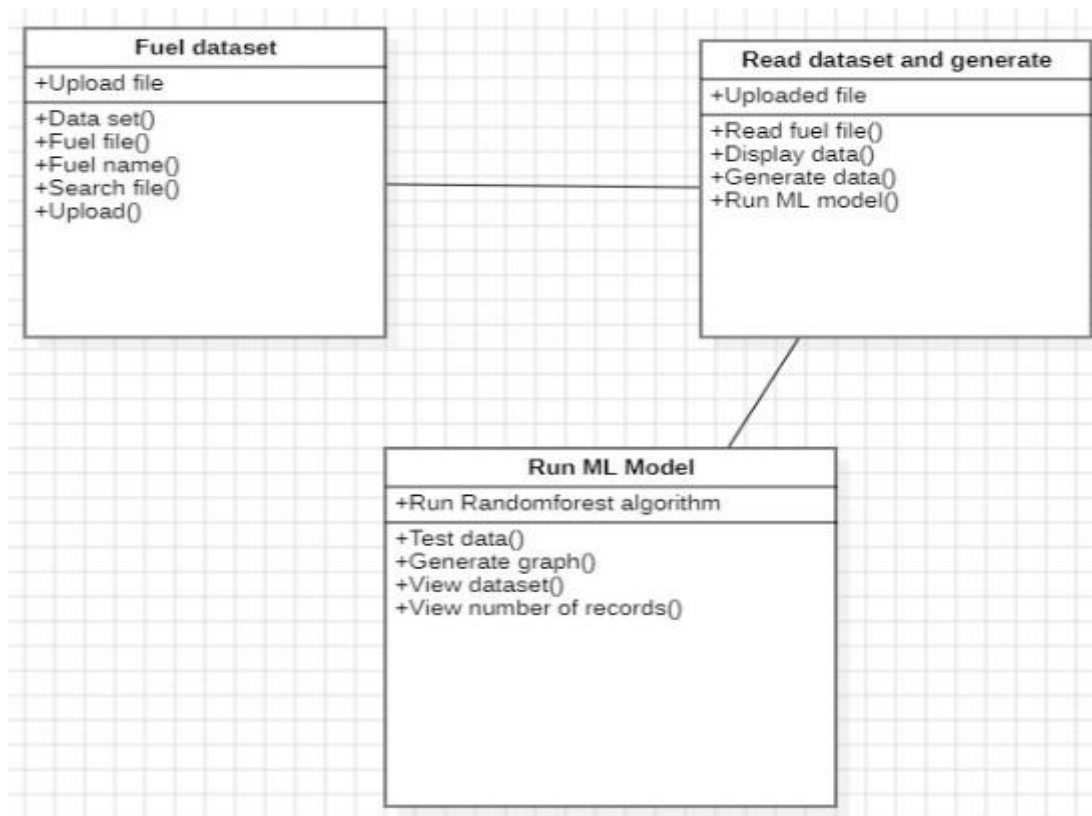 Fuel dataset
+Upload file
+Data set()
+Fuel file()
+Fuel name()
+Search file()
+Upload()
Read dataset and generate
+Uploaded file
+Read fuel file()
+Display data()
+Generate data()
+Run ML model()
Run ML Model
+Run Randomforest algorithm
+Test data()
+Generate graph()
+View dataset()
+View number of records()